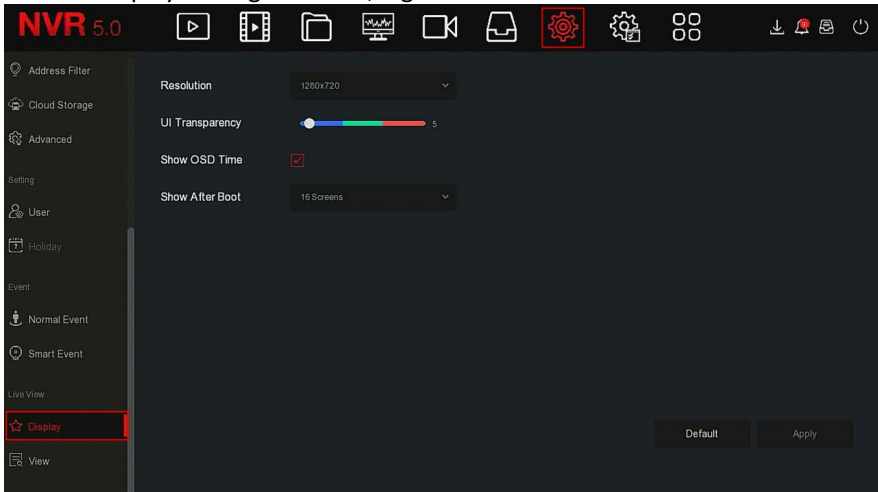 NVR 5.0
Address Filter
Cloud Storage
Advanced
Setting
User
Holiday
Event
Normal Event
Smart Event
Live View
Display
View
Resolution 1280x720
UI Transparency 5
Show OSD Time
Show After Boot 16 Screens
Default Apply